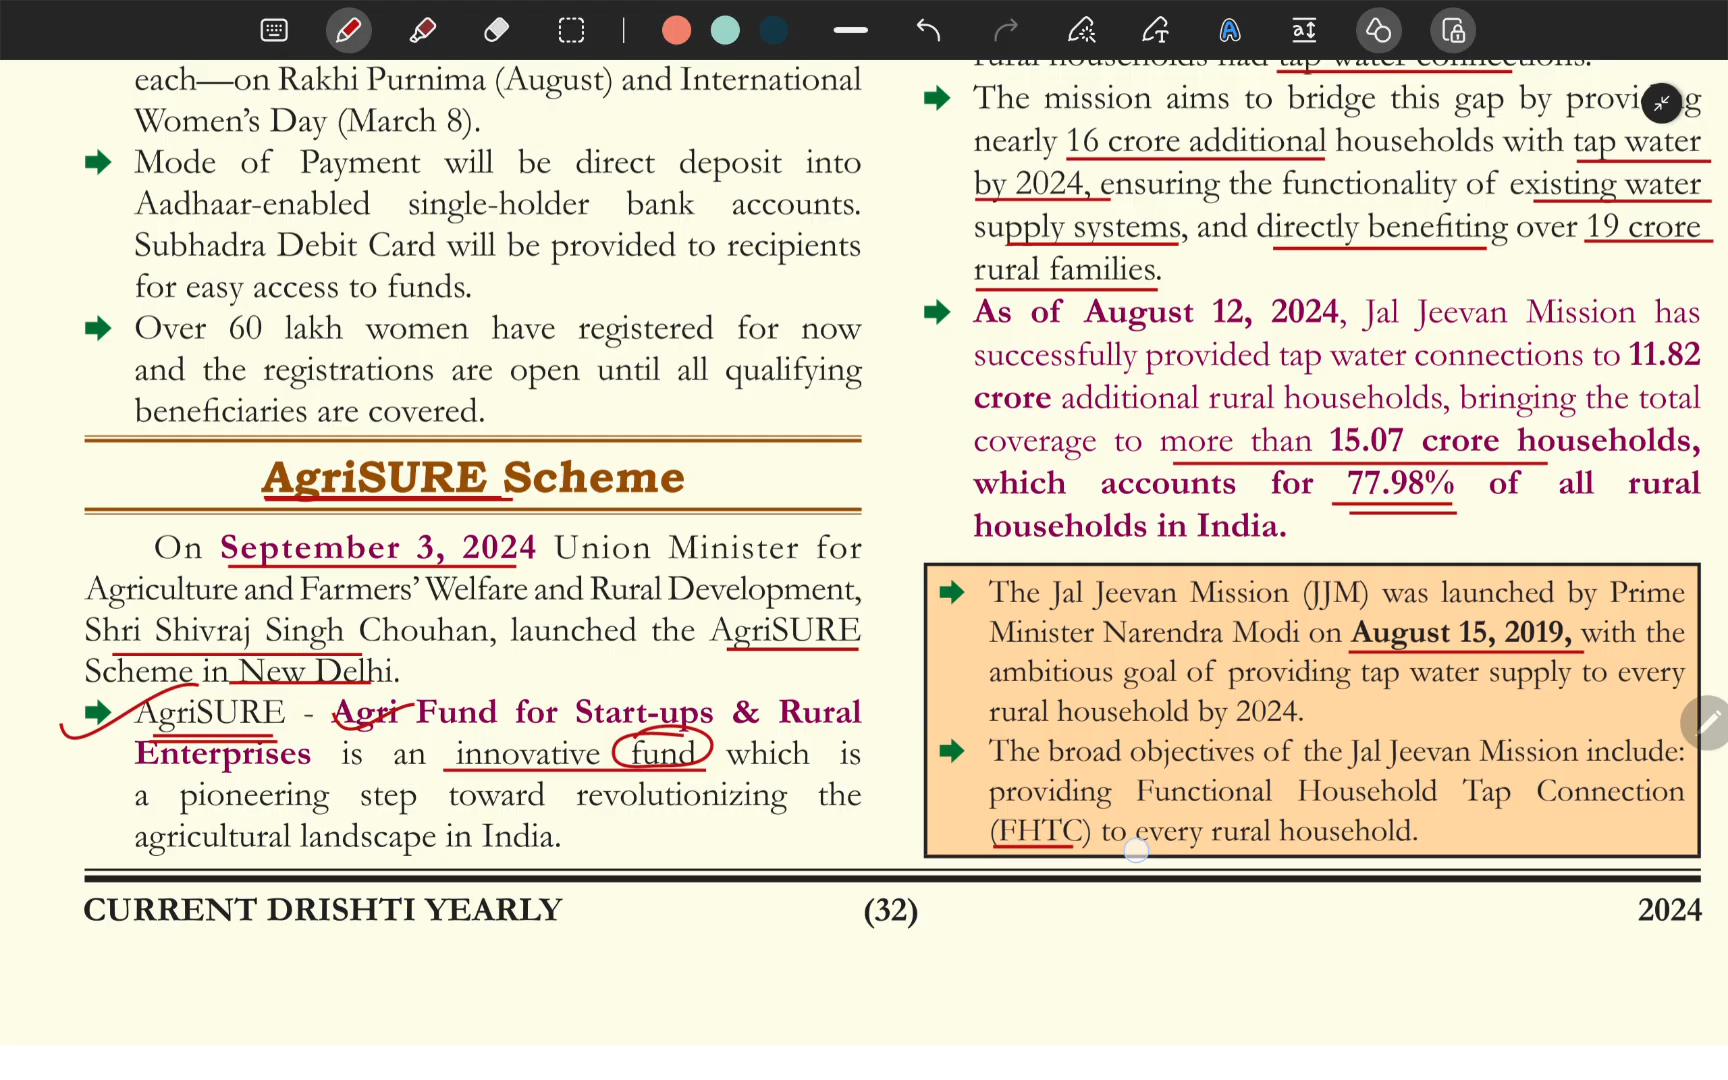 each—on Rakhi Purnima (August) and International
Women's Day (March 8).
Mode of Payment will be direct deposit into
Aadhaar-enabled single-holder bank accounts.
Subhadra Debit Card will be provided to recipients
for easy access to funds.
Over 60 lakh women have registered for now
and the registrations are open until all qualifying
beneficiaries are covered.
AgriSURE Scheme
On September 3, 2024 Union Minister for
Agriculture and Farmers' Welfare and Rural Development,
Shri Shivraj Singh Chouhan, launched the AgriSURE
Scheme in New Delhi.
AgriSURE - Agri Fund for Start-ups & Rural
Enterprises is an innovative fund which is
a pioneering step toward revolutionizing the
agricultural landscape in India.
rural households had tap water connections.
The mission aims to bridge this gap by providing
nearly 16 crore additional households with tap water
by 2024, ensuring the functionality of existing water
supply systems, and directly benefiting over 19 crore
rural families.
As of August 12, 2024, Jal Jeevan Mission has
successfully provided tap water connections to 11.82
crore additional rural households, bringing the total
coverage to more than 15.07 crore households,
which accounts for 77.98% of all rural
households in India.
The Jal Jeevan Mission (JJM) was launched by Prime
Minister Narendra Modi on August 15, 2019, with the
ambitious goal of providing tap water supply to every
rural household by 2024.
The broad objectives of the Jal Jeevan Mission include:
providing Functional Household Tap Connection
(FHTC) to every rural household.
CURRENT DRISHTI YEARLY (32) 2024